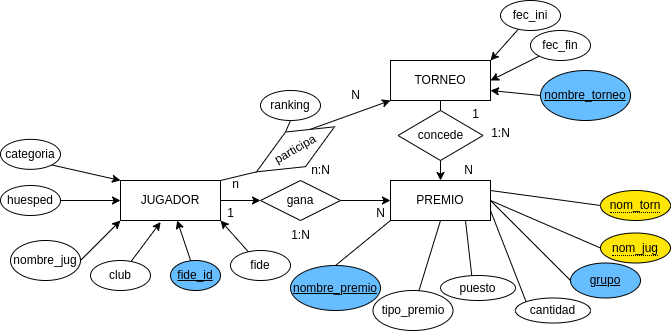 fec_ini
fec_fin
TORNEO
nombre_torneo
N
ranking
1
participa
concede
1:N
categoria
n:N
N
n
huesped
JUGADOR
gana
PREMIO
nom_torn
1
N
1:N
nombre_jug
club
fide_id
fide
nom_jug
nombre_premio
puesto
grupo
tipo_premio
cantidad